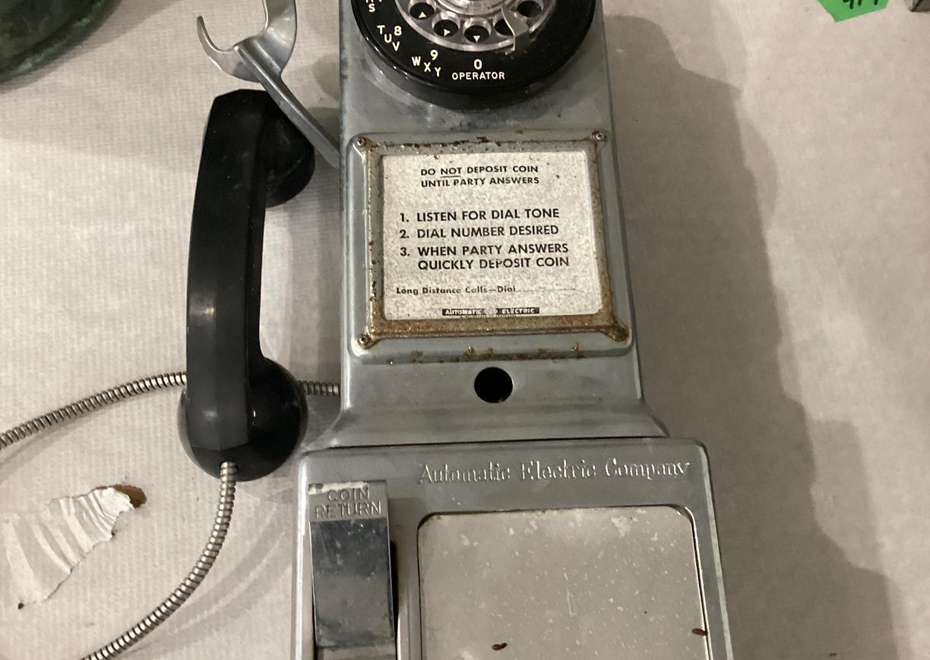 S
T U V 8
W X Y 9
0
OPERATOR
DO NOT DEPOSIT COIN
UNTIL PARTY ANSWERS
1. LISTEN FOR DIAL TONE
2. DIAL NUMBER DESIRED
3. WHEN PARTY ANSWERS
QUICKLY DEPOSIT COIN
Long Distance Calls—Dial
AUTOMATIC ELECTRIC
Automatic Electric Company
COIN
RETURN